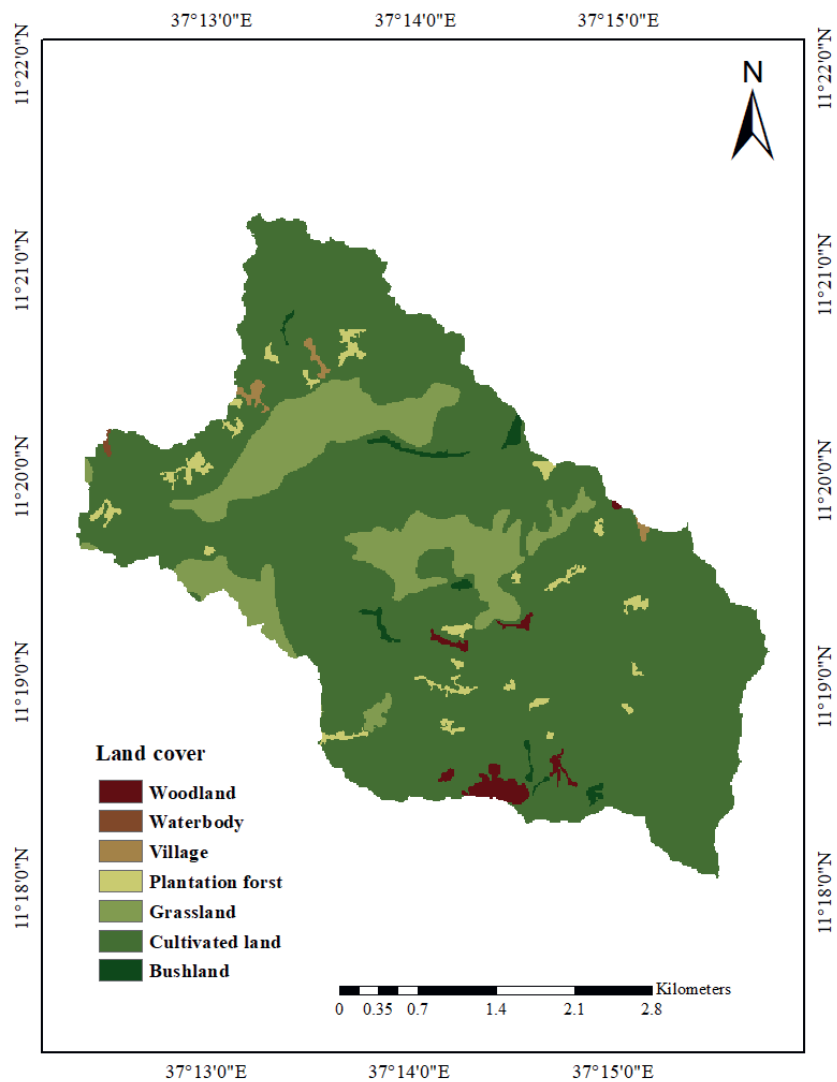 37°13'0"E 37°14'0"E 37°15'0"E
11°22'0"N 11°22'0"N
N
11°21'0"N 11°21'0"N
11°20'0"N 11°20'0"N
11°19'0"N 11°19'0"N
Land cover
Woodland
Waterbody
Village
Plantation forst
Grassland
Cultivated land
Bushland
11°18'0"N 11°18'0"N
Kilometers
0 0.35 0.7 1.4 2.1 2.8
37°13'0"E 37°14'0"E 37°15'0"E